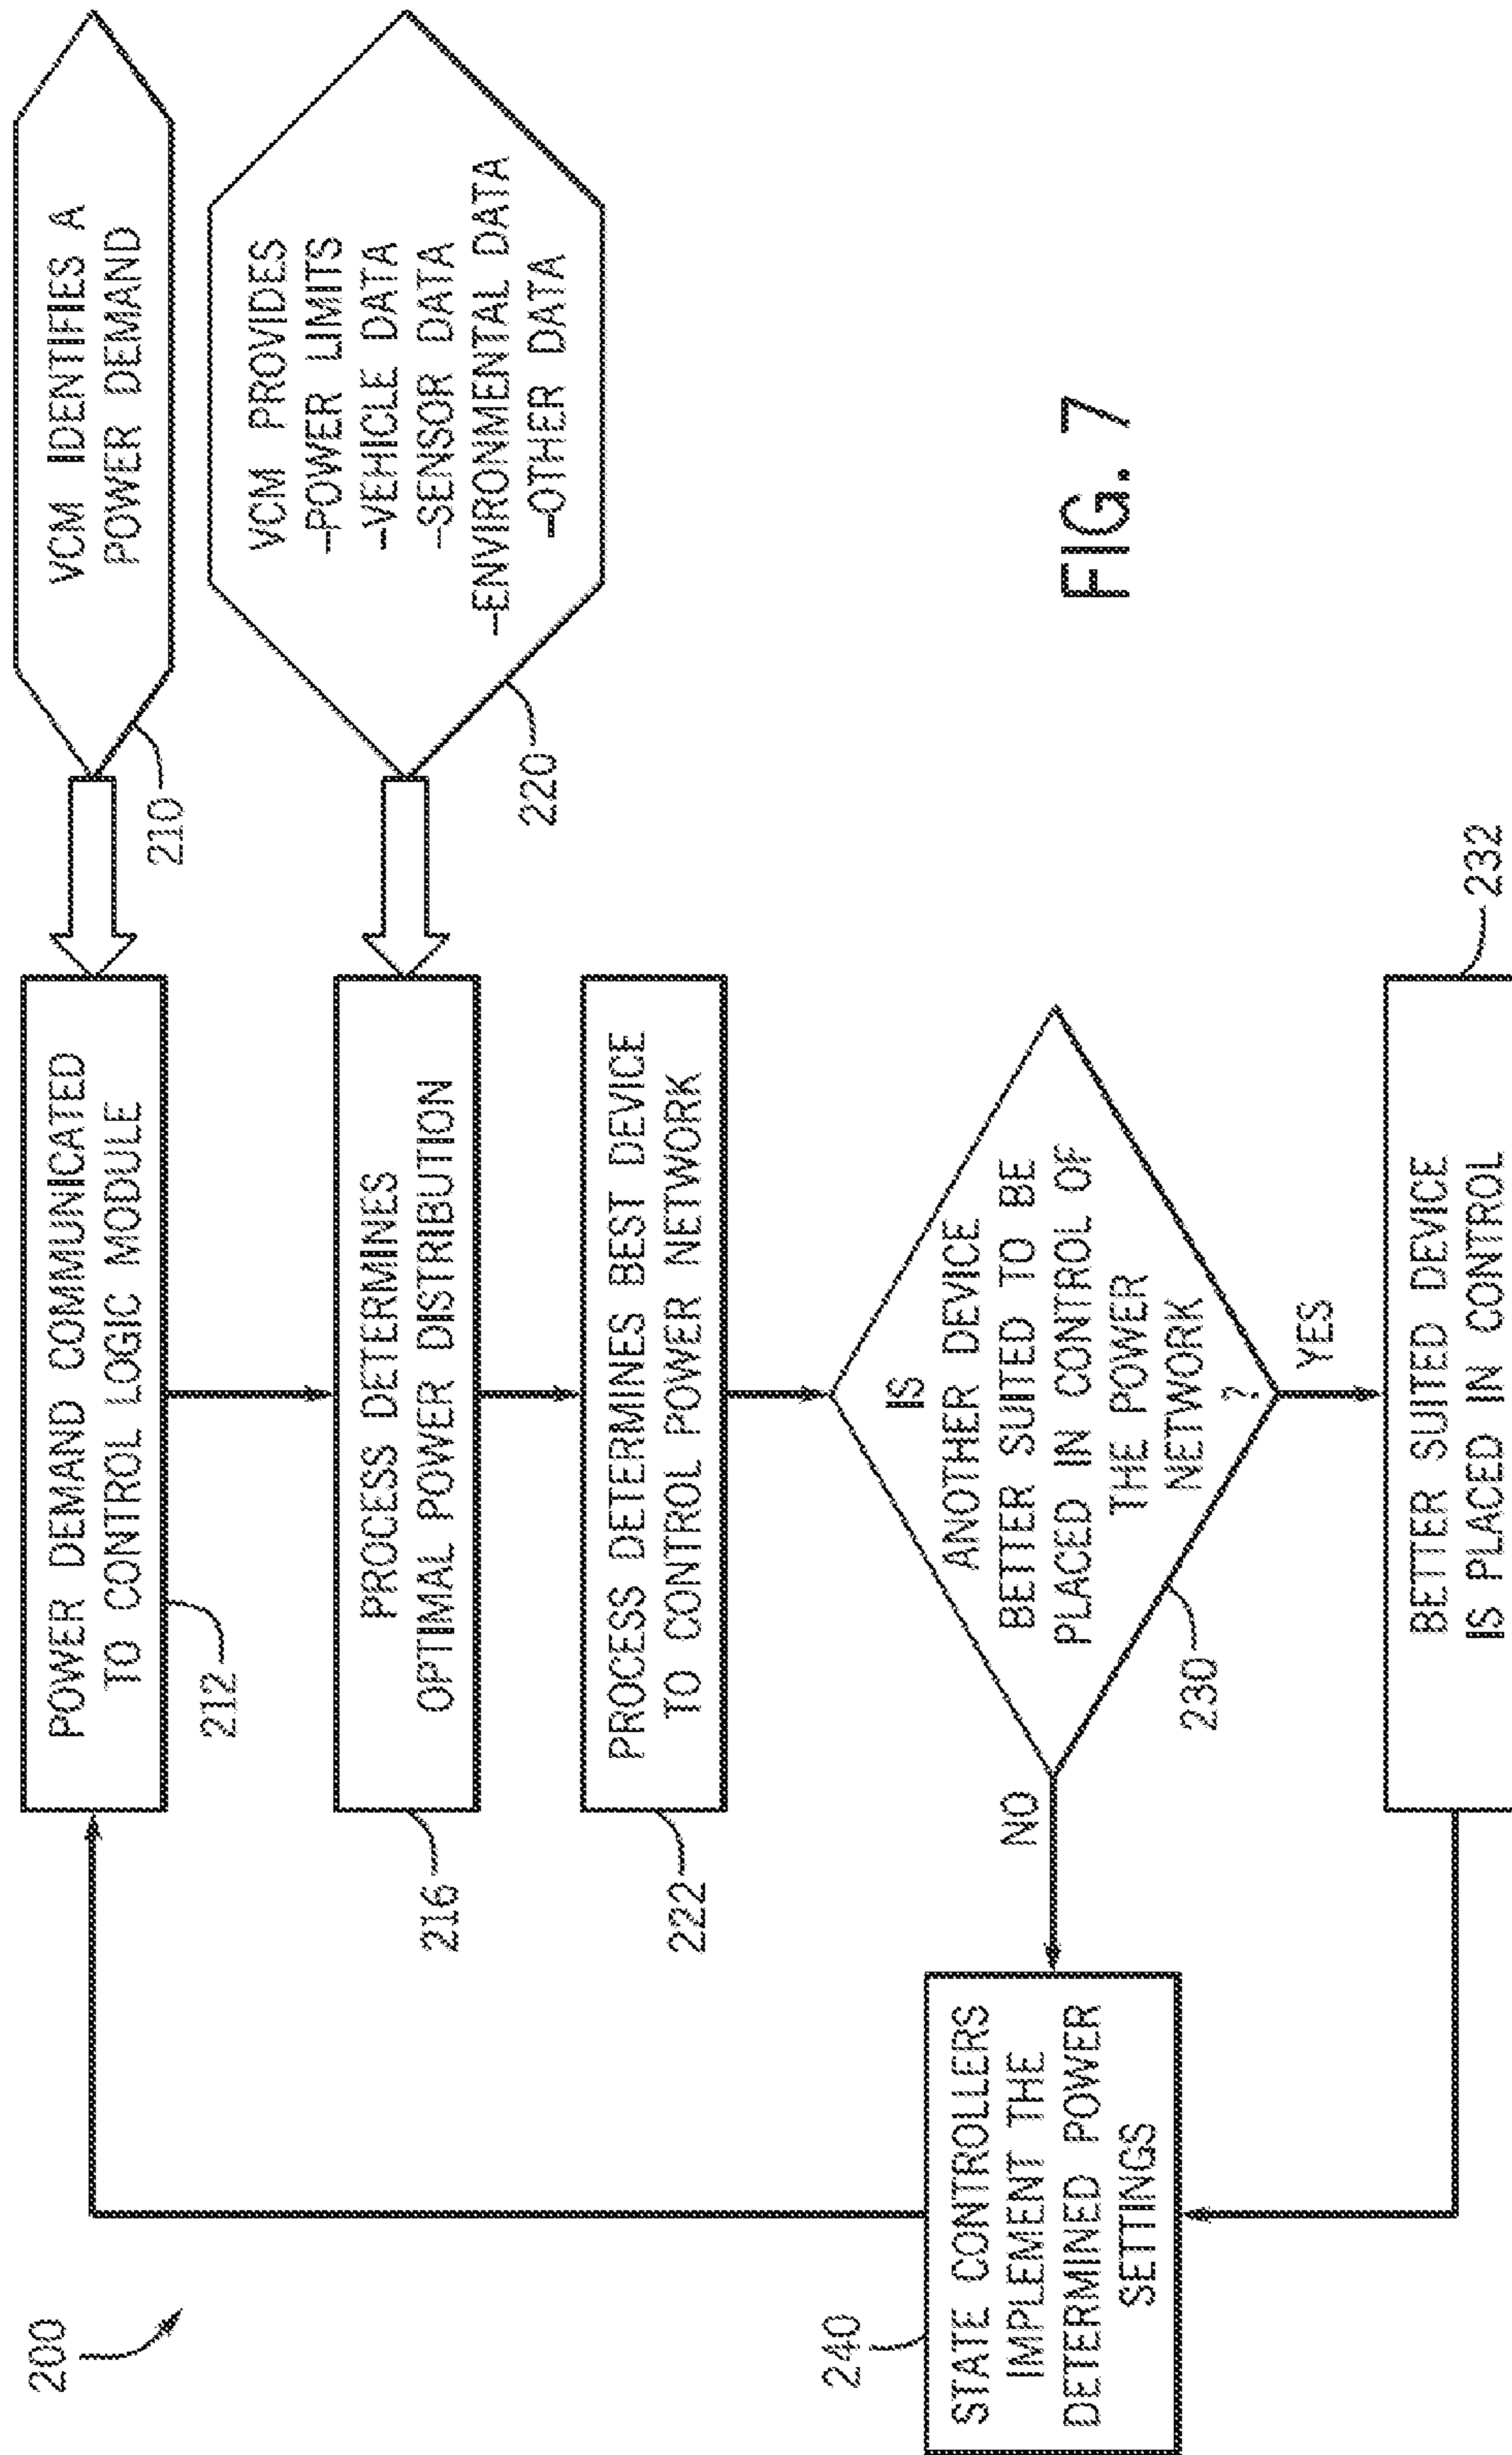 200
POWER DEMAND COMMUNICATED
TO CONTROL LOGIC MODULE
212
VCM IDENTIFIES A
POWER DEMAND
210
PROCESS DETERMINES
OPTIMAL POWER DISTRIBUTION
216
VCM PROVIDES
-POWER LIMITS
-VEHICLE DATA
-SENSOR DATA
-ENVIRONMENTAL DATA
-OTHER DATA
220
PROCESS DETERMINES BEST DEVICE
TO CONTROL POWER NETWORK
222
IS
ANOTHER DEVICE
BETTER SUITED TO BE
PLACED IN CONTROL OF
THE POWER
NETWORK
?
230
NO
YES
STATE CONTROLLERS
IMPLEMENT THE
DETERMINED POWER
SETTINGS
240
BETTER SUITED DEVICE
IS PLACED IN CONTROL
232
FIG. 7